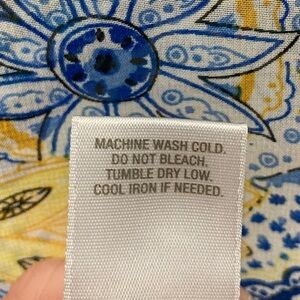 MACHINE WASH COLD.
DO NOT BLEACH.
TUMBLE DRY LOW.
COOL IRON IF NEEDED.